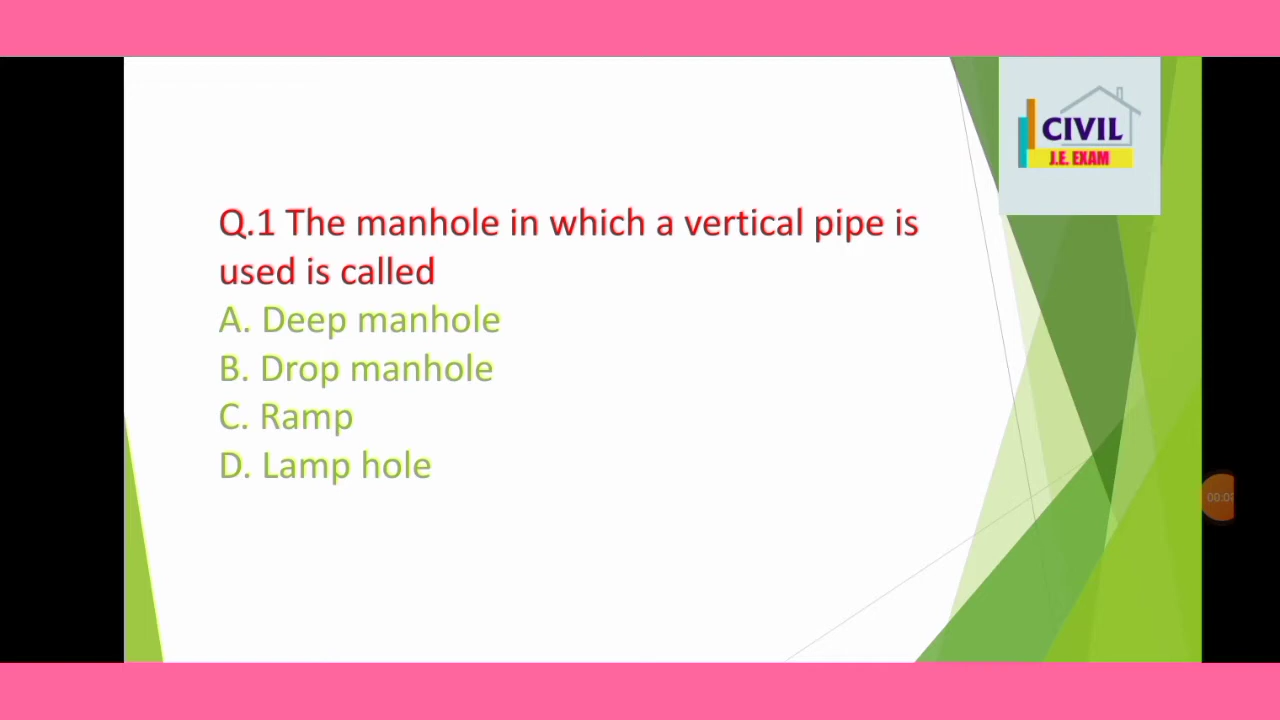 CIVIL
J.E. EXAM
Q.1 The manhole in which a vertical pipe is
used is called
A. Deep manhole
B. Drop manhole
C. Ramp
D. Lamp hole